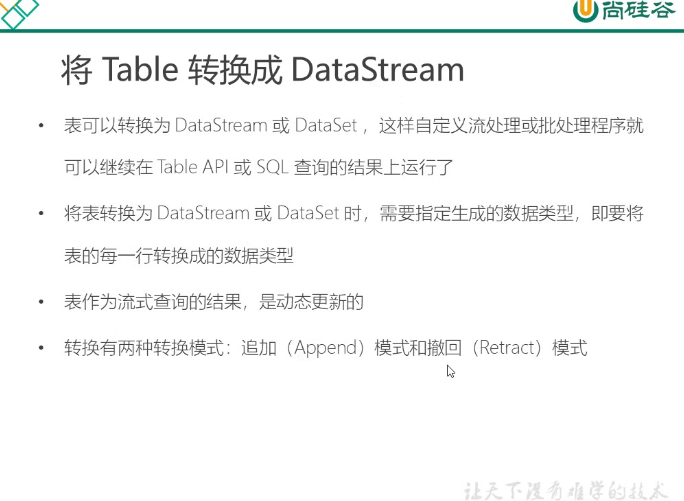 尚硅谷
将 Table 转换成 DataStream
• 表可以转换为 DataStream 或 DataSet ，这样自定义流处理或批处理程序就
可以继续在 Table API 或 SQL 查询的结果上运行了
• 将表转换为 DataStream 或 DataSet 时，需要指定生成的数据类型，即要将
表的每一行转换成的数据类型
• 表作为流式查询的结果，是动态更新的
• 转换有两种转换模式：追加（Append）模式和撤回（Retract）模式
让天下没有难学的技术